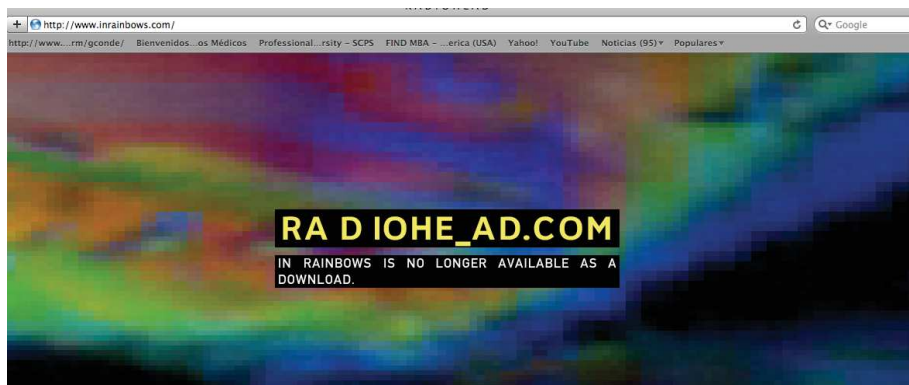 + http://www.inrainbows.com/ Q Google
http://www....rm/gconde/ Bienvenidos...os Médicos Professional...rsity – SCPS FIND MBA – ...erica (USA) Yahoo! YouTube Noticias (95) Populares
RA D IOHE_AD.COM
IN RAINBOWS IS NO LONGER AVAILABLE AS A
DOWNLOAD.